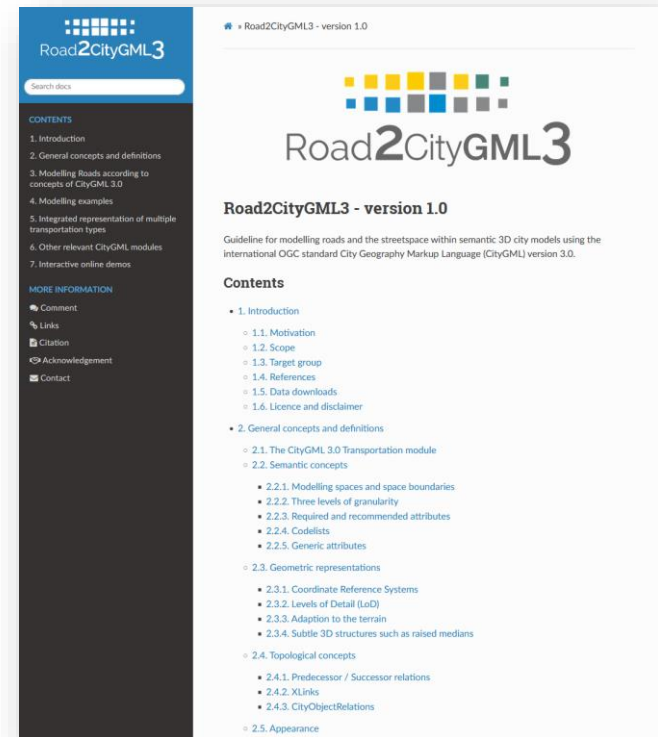 Road2CityGML3
Search docs
CONTENTS
1. Introduction
2. General concepts and definitions
3. Modelling Roads according to
concepts of CityGML 3.0
4. Modelling examples
5. Integrated representation of multiple
transportation types
6. Other relevant CityGML modules
7. Interactive online demos
MORE INFORMATION
Comment
Links
Citation
Acknowledgement
Contact
» Road2CityGML3 - version 1.0
Road2CityGML3
Road2CityGML3 - version 1.0
Guideline for modelling roads and the streetspace within semantic 3D city models using the
international OGC standard City Geography Markup Language (CityGML) version 3.0.
Contents
1. Introduction
1.1. Motivation
1.2. Scope
1.3. Target group
1.4. References
1.5. Data downloads
1.6. Licence and disclaimer
2. General concepts and definitions
2.1. The CityGML 3.0 Transportation module
2.2. Semantic concepts
2.2.1. Modelling spaces and space boundaries
2.2.2. Three levels of granularity
2.2.3. Required and recommended attributes
2.2.4. Codelists
2.2.5. Generic attributes
2.3. Geometric representations
2.3.1. Coordinate Reference Systems
2.3.2. Levels of Detail (LoD)
2.3.3. Adaption to the terrain
2.3.4. Subtle 3D structures such as raised medians
2.4. Topological concepts
2.4.1. Predecessor / Successor relations
2.4.2. XLinks
2.4.3. CityObjectRelations
2.5. Appearance